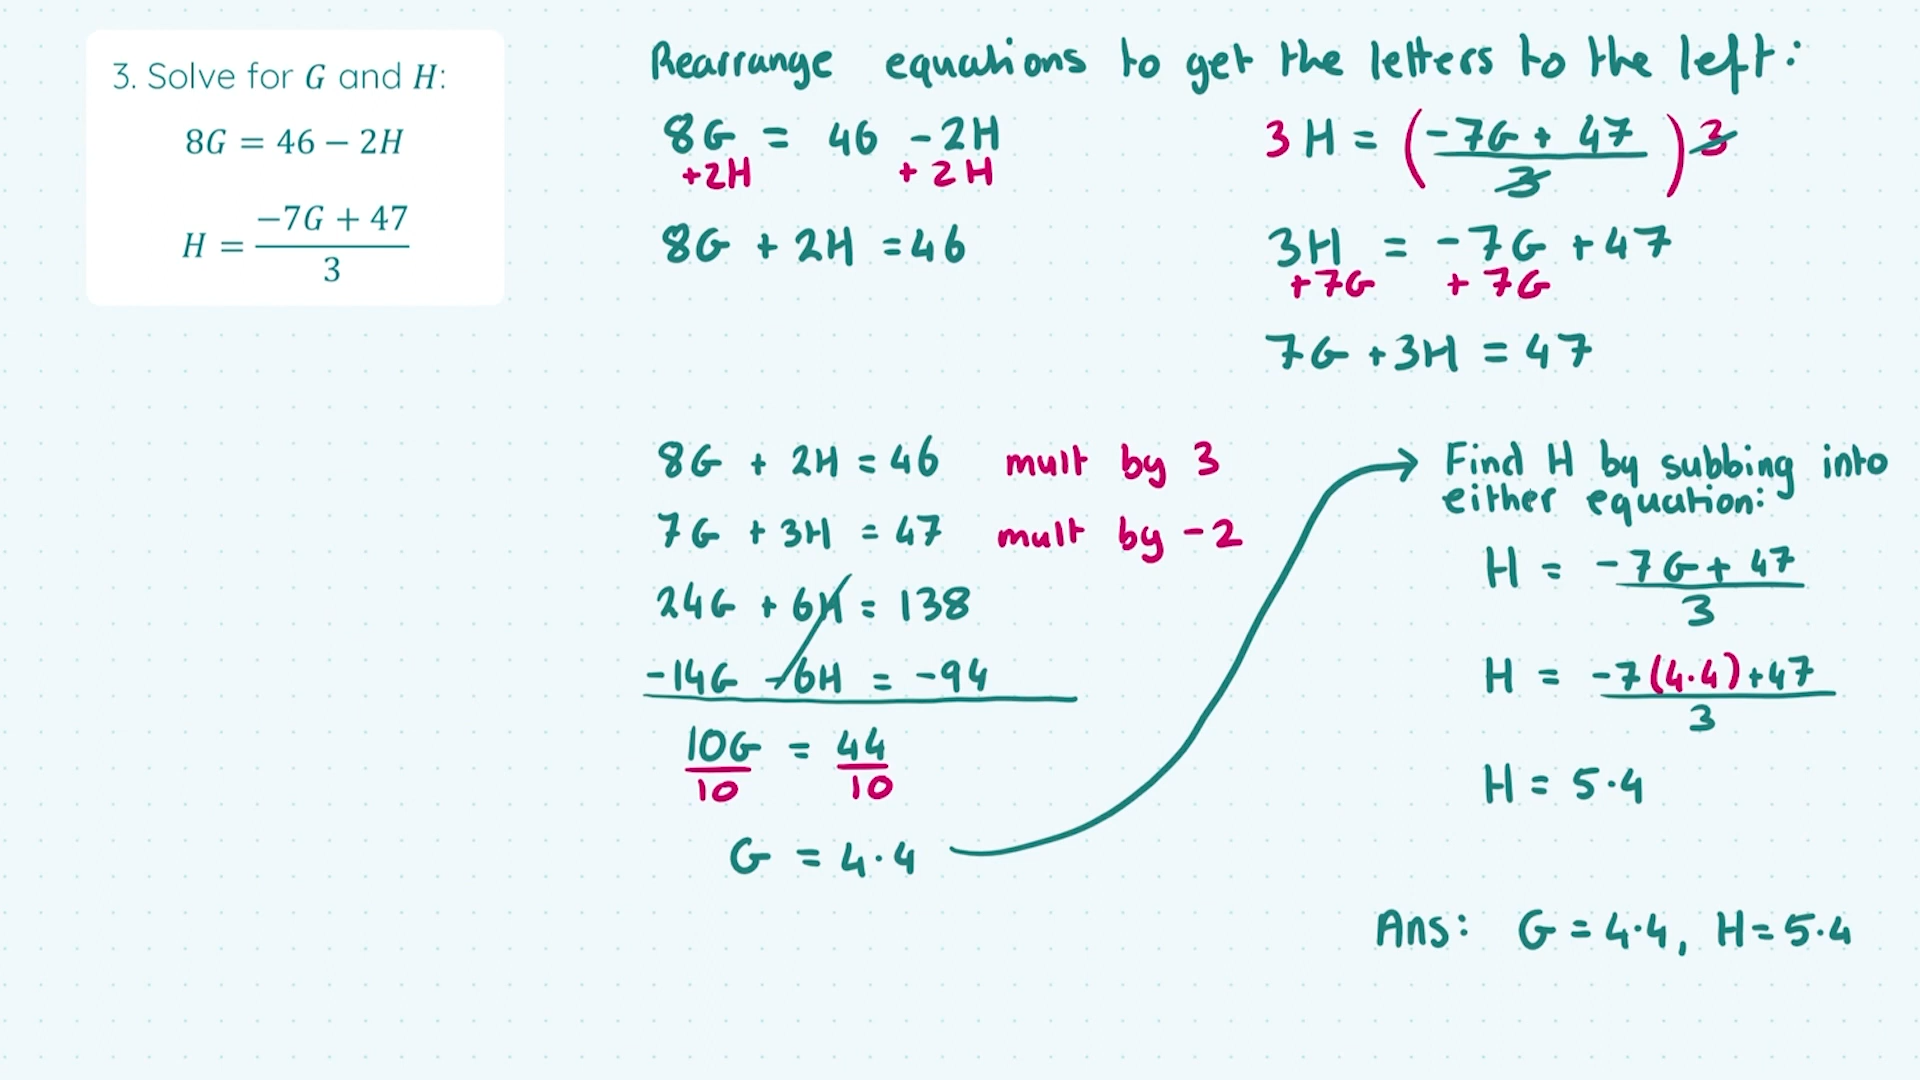 3. Solve for G and H:
8G = 46 − 2H
H = (−7G + 47)/3
Rearrange equations to get the letters to the left:
8G = 46 - 2H
+2H + 2H
8G + 2H = 46
3 H = (-7G + 47 / 3) 3
3H = -7G + 47
+7G + 7G
7G + 3H = 47
8G + 2H = 46 mult by 3
7G + 3H = 47 mult by -2
24G + 6H = 138
-14G - 6H = -94
10G = 44
10 10
G = 4·4
Find H by subbing into
either equation:
H = -7G + 47
3
H = -7(4·4)+47
3
H = 5·4
Ans: G = 4·4, H = 5·4